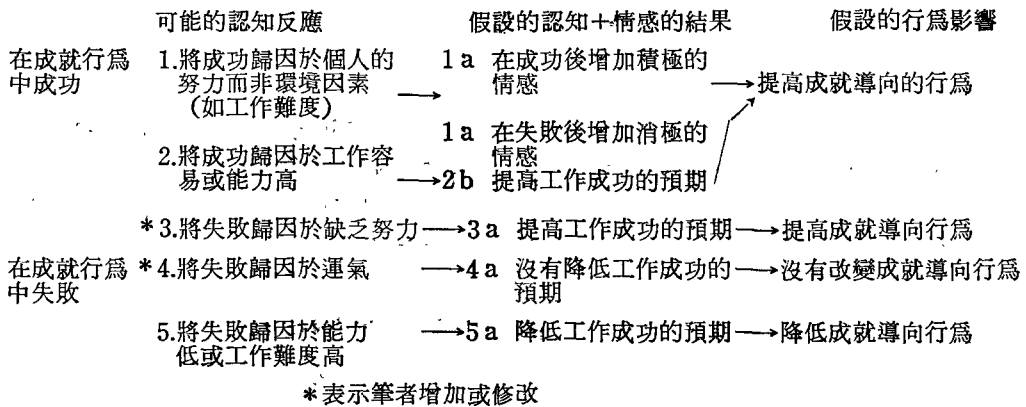 可能的認知反應　假設的認知＋情感的結果　假設的行爲影響
在成就行爲中成功
1.將成功歸因於個人的
努力而非環境因素
（如工作難度）
→
1a 在成功後增加積極的
情感
→提高成就導向的行爲
1a 在失敗後增加消極的
情感
2.將成功歸因於工作容
易或能力高
→2b 提高工作成功的預期
*3.將失敗歸因於缺乏努力→3a 提高工作成功的預期→提高成就導向行爲
在成就行爲
中失敗
*4.將失敗歸因於運氣 →4a 沒有降低工作成功的
預期
→沒有改變成就導向行爲
5.將失敗歸因於能力
低或工作難度高
→5a 降低工作成功的預期→降低成就導向行爲
*表示筆者增加或修改